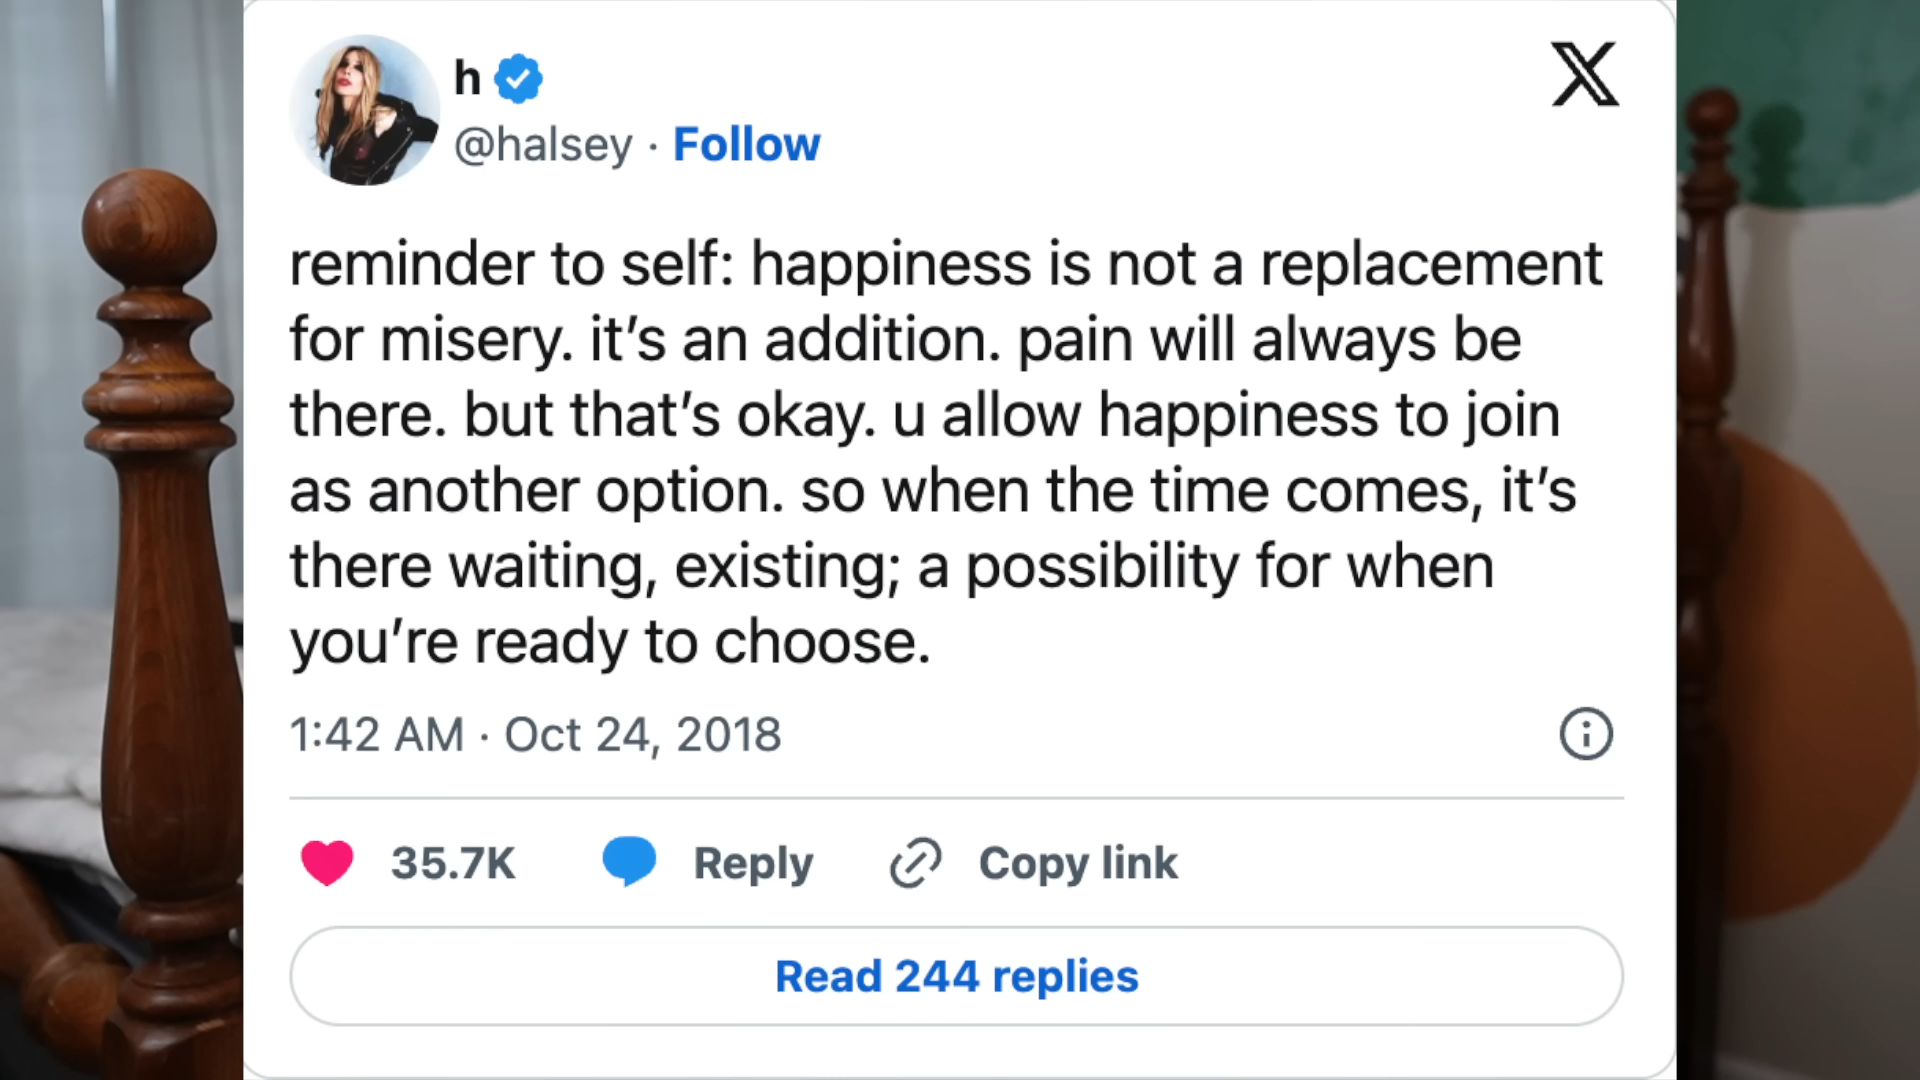 h
@halsey · Follow
reminder to self: happiness is not a replacement
for misery. it’s an addition. pain will always be
there. but that’s okay. u allow happiness to join
as another option. so when the time comes, it’s
there waiting, existing; a possibility for when
you’re ready to choose.
1:42 AM · Oct 24, 2018
35.7K Reply Copy link
Read 244 replies